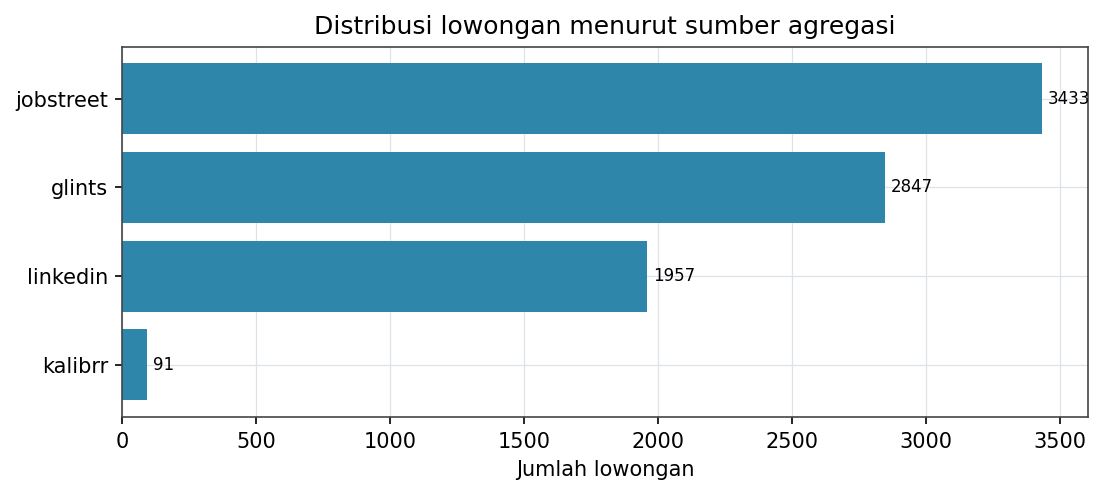 Distribusi lowongan menurut sumber agregasi
jobstreet 3433
glints 2847
linkedin 1957
kalibrr 91
0 500 1000 1500 2000 2500 3000 3500
Jumlah lowongan